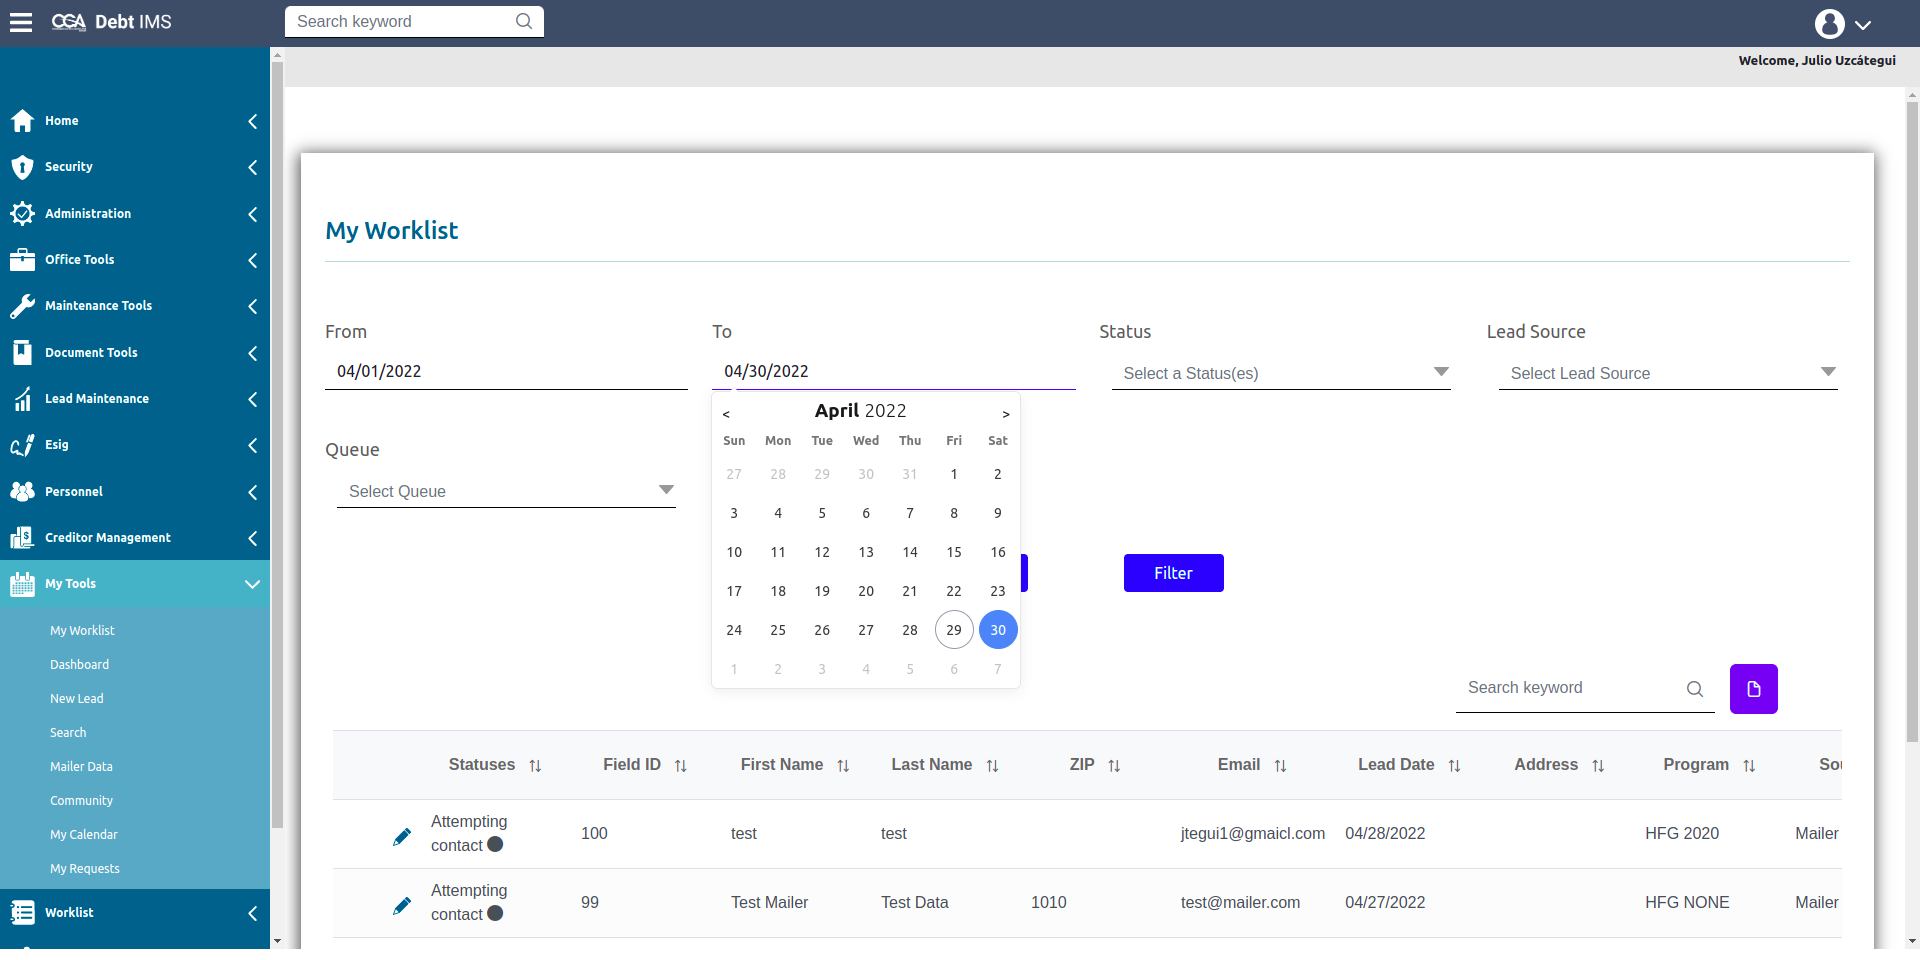 CGA Debt IMS
Search keyword
Welcome, Julio Uzcátegui
Home
Security
Administration
Office Tools
Maintenance Tools
Document Tools
Lead Maintenance
Esig
Personnel
Creditor Management
My Tools
My Worklist
Dashboard
New Lead
Search
Mailer Data
Community
My Calendar
My Requests
Worklist
My Worklist
From To Status Lead Source
04/01/2022 04/30/2022 Select a Status(es) Select Lead Source
Queue
Select Queue
< April 2022 >
Sun Mon Tue Wed Thu Fri Sat
27 28 29 30 31 1 2
3 4 5 6 7 8 9
10 11 12 13 14 15 16
17 18 19 20 21 22 23
24 25 26 27 28 29 30
1 2 3 4 5 6 7
Filter
Search keyword
Statuses Field ID First Name Last Name ZIP Email Lead Date Address Program Sou
Attempting
contact 100 test test jtegui1@gmaicl.com 04/28/2022 HFG 2020 Mailer
Attempting
contact 99 Test Mailer Test Data 1010 test@mailer.com 04/27/2022 HFG NONE Mailer